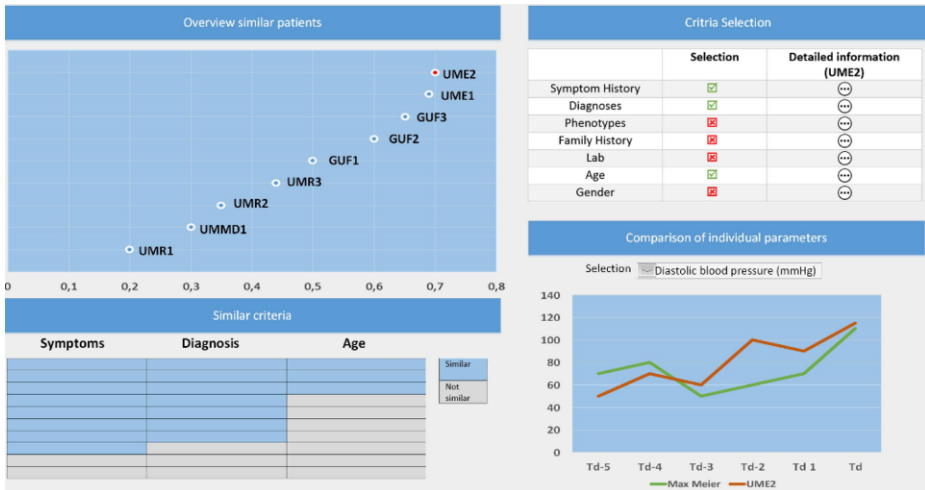 Overview similar patients
UME2
UME1
GUF3
GUF2
GUF1
UMR3
UMR2
UMMD1
UMR1
0 0,1 0,2 0,3 0,4 0,5 0,6 0,7 0,8
Similar criteria
Symptoms Diagnosis Age
Similar
Not
similar
Critria Selection
Selection Detailed information
(UME2)
Symptom History
Diagnoses
Phenotypes
Family History
Lab
Age
Gender
Comparison of individual parameters
Selection Diastolic blood pressure (mmHg)
140
120
100
80
60
40
20
0
Td-5 Td-4 Td-3 Td-2 Td 1 Td
Max Meier UME2